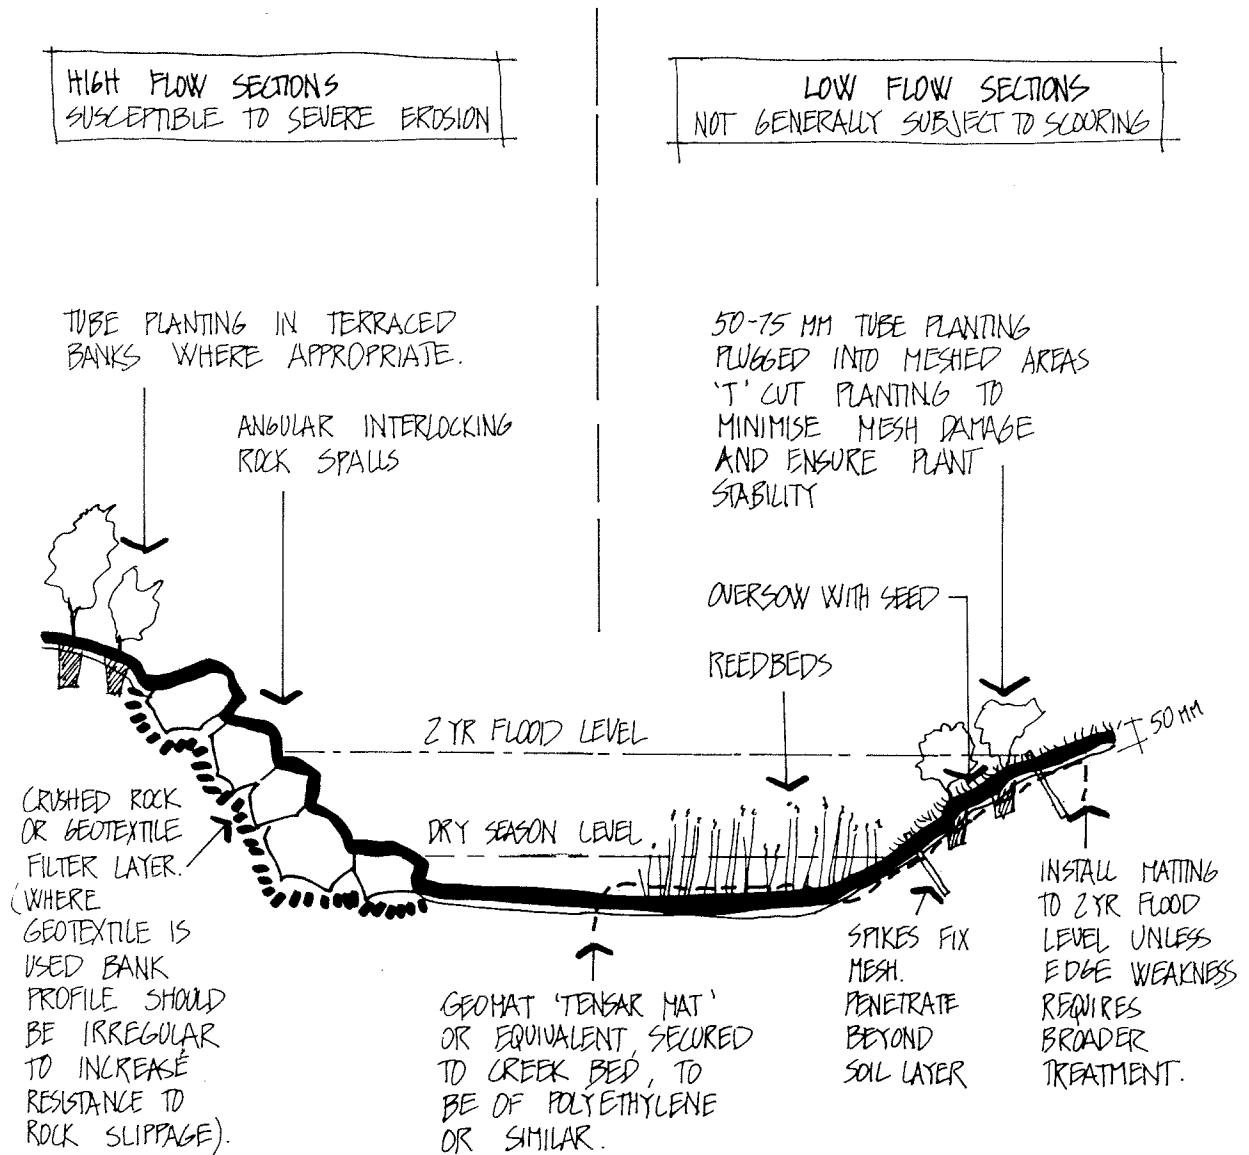 HIGH FLOW SECTIONS
SUSCEPTIBLE TO SEVERE EROSION
LOW FLOW SECTIONS
NOT GENERALLY SUBJECT TO SCOURING
TUBE PLANTING IN TERRACED
BANKS WHERE APPROPRIATE.
ANGULAR INTERLOCKING
ROCK SPALLS
50-75 MM TUBE PLANTING
PLUGGED INTO MESHED AREAS
'T' CUT PLANTING TO
MINIMISE MESH DAMAGE
AND ENSURE PLANT
STABILITY
OVERSOW WITH SEED
REEDBEDS
2 YR FLOOD LEVEL
50 MM
DRY SEASON LEVEL
CRUSHED ROCK
OR GEOTEXTILE
FILTER LAYER.
(WHERE
GEOTEXTILE IS
USED BANK
PROFILE SHOULD
BE IRREGULAR
TO INCREASE
RESISTANCE TO
ROCK SLIPPAGE).
GEOMAT 'TENSAR MAT'
OR EQUIVALENT, SECURED
TO CREEK BED, TO
BE OF POLYETHYLENE
OR SIMILAR.
SPIKES FIX
MESH.
PENETRATE
BEYOND
SOIL LAYER
INSTALL MATTING
TO 2 YR FLOOD
LEVEL UNLESS
EDGE WEAKNESS
REQUIRES
BROADER
TREATMENT.